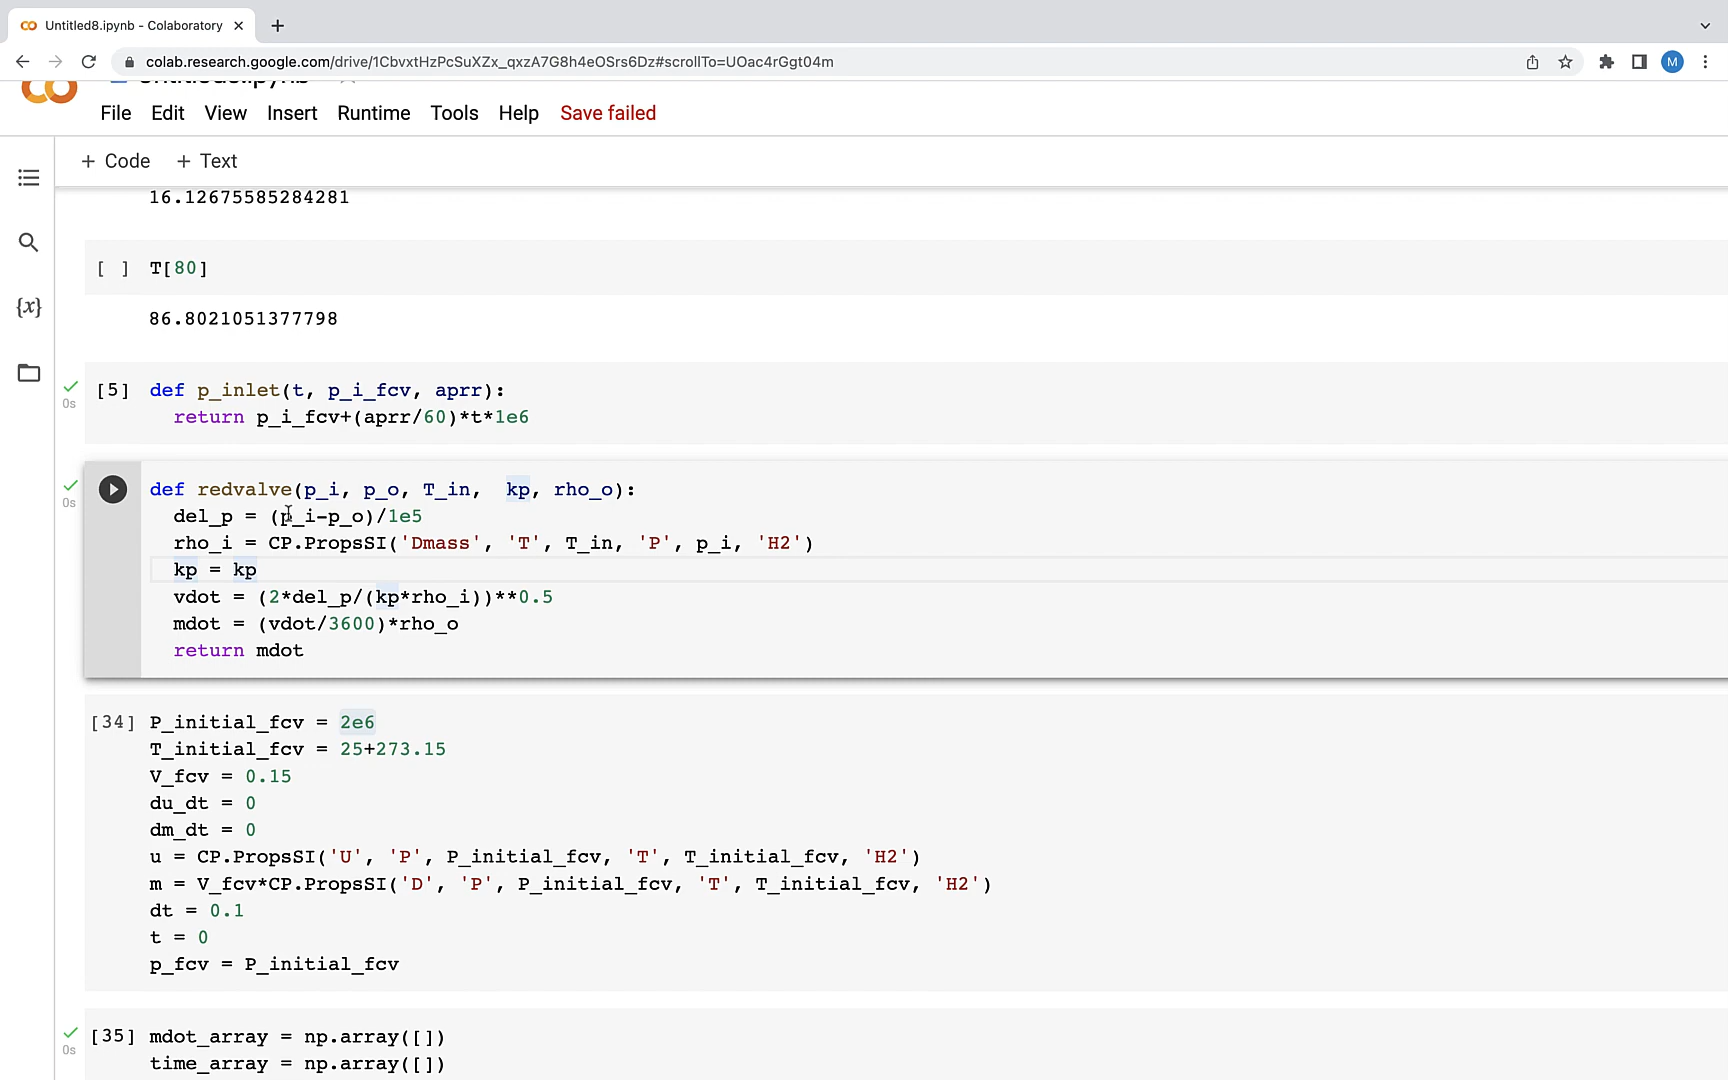 Untitled8.ipynb - Colaboratory
colab.research.google.com/drive/1CbvxtHzPcSuXZx_qxzA7G8h4eOSrs6Dz#scrollTo=UOac4rGgt04m
M
File Edit View Insert Runtime Tools Help Save failed
+ Code + Text
16.12675585284281
[ ] T[80]
86.8021051377798
{x}
[5] def p_inlet(t, p_i_fcv, aprr):
0s
return p_i_fcv+(aprr/60)*t*1e6
def redvalve(p_i, p_o, T_in,  kp, rho_o):
0s
del_p = (p_i-p_o)/1e5
rho_i = CP.PropsSI('Dmass', 'T', T_in, 'P', p_i, 'H2')
kp = kp
vdot = (2*del_p/(kp*rho_i))**0.5
mdot = (vdot/3600)*rho_o
return mdot
[34] P_initial_fcv = 2e6
T_initial_fcv = 25+273.15
V_fcv = 0.15
du_dt = 0
dm_dt = 0
u = CP.PropsSI('U', 'P', P_initial_fcv, 'T', T_initial_fcv, 'H2')
m = V_fcv*CP.PropsSI('D', 'P', P_initial_fcv, 'T', T_initial_fcv, 'H2')
dt = 0.1
t = 0
p_fcv = P_initial_fcv
[35] mdot_array = np.array([])
0s
time_array = np.array([])